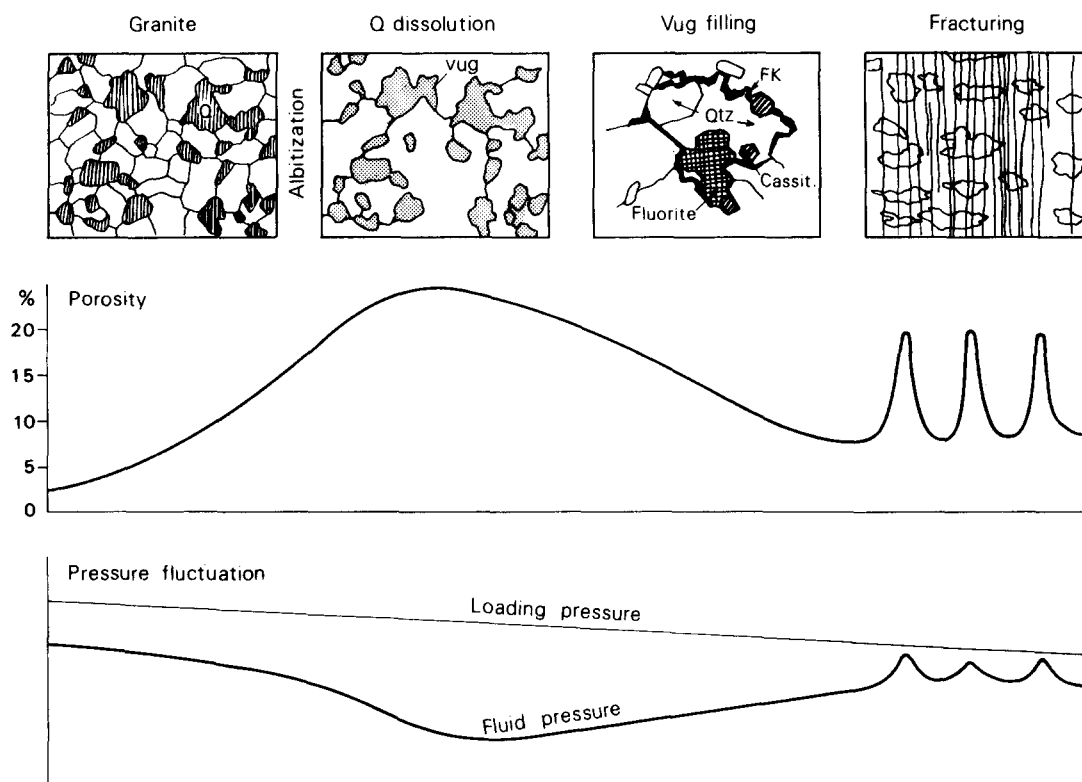 Granite
Q dissolution
Vug filling
Fracturing
Q
Albitization
vug
FK
Qtz
Cassit.
Fluorite
%
Porosity
20
15
10
5
0
Pressure fluctuation
Loading pressure
Fluid pressure